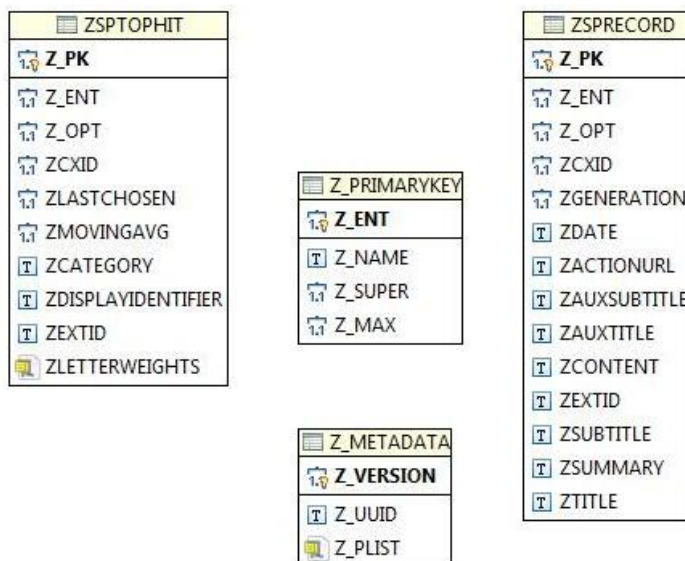 ZSPTOPHIT
Z_PK
Z_ENT
Z_OPT
ZCXID
ZLASTCHOSEN
ZMOVINGAVG
ZCATEGORY
ZDISPLAYIDENTIFIER
ZEXTID
ZLETTERWEIGHTS
Z_PRIMARYKEY
Z_ENT
Z_NAME
Z_SUPER
Z_MAX
Z_METADATA
Z_VERSION
Z_UUID
Z_PLIST
ZSPRECORD
Z_PK
Z_ENT
Z_OPT
ZCXID
ZGENERATION
ZDATE
ZACTIONURL
ZAUXSUBTITLE
ZAUXTITLE
ZCONTENT
ZEXTID
ZSUBTITLE
ZSUMMARY
ZTITLE